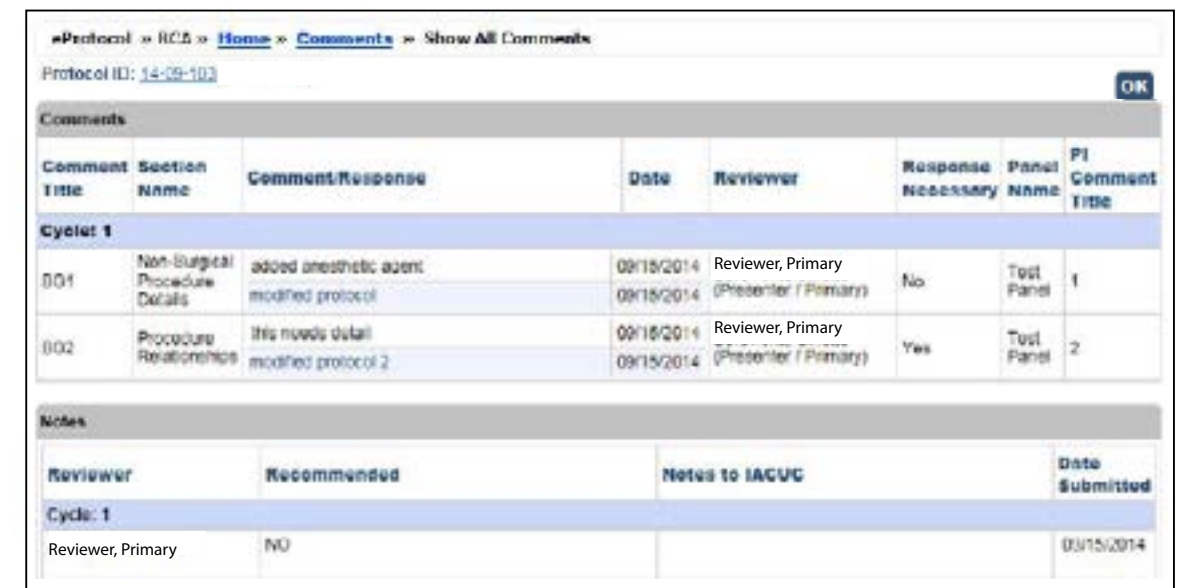 eProtocol » RCA » Home » Comments » Show All Comments
Protocol ID: 14-09-103
OK
Comments
Comment Title Section Name Comment/Response Date Reviewer Response Necessary Panel Name PI Comment Title
Cycle: 1
Non-Surgical Procedure Details added anesthetic agent 09/15/2014 Reviewer, Primary (Presenter / Primary) No Test Panel 1
modified protocol 09/15/2014
Procedure Relationships this needs detail 09/15/2014 Reviewer, Primary (Presenter / Primary) Yes Test Panel 2
modified protocol 2 09/15/2014
Notes
Reviewer Recommended Notes to IACUC Date Submitted
Cycle: 1
Reviewer, Primary NO 09/15/2014